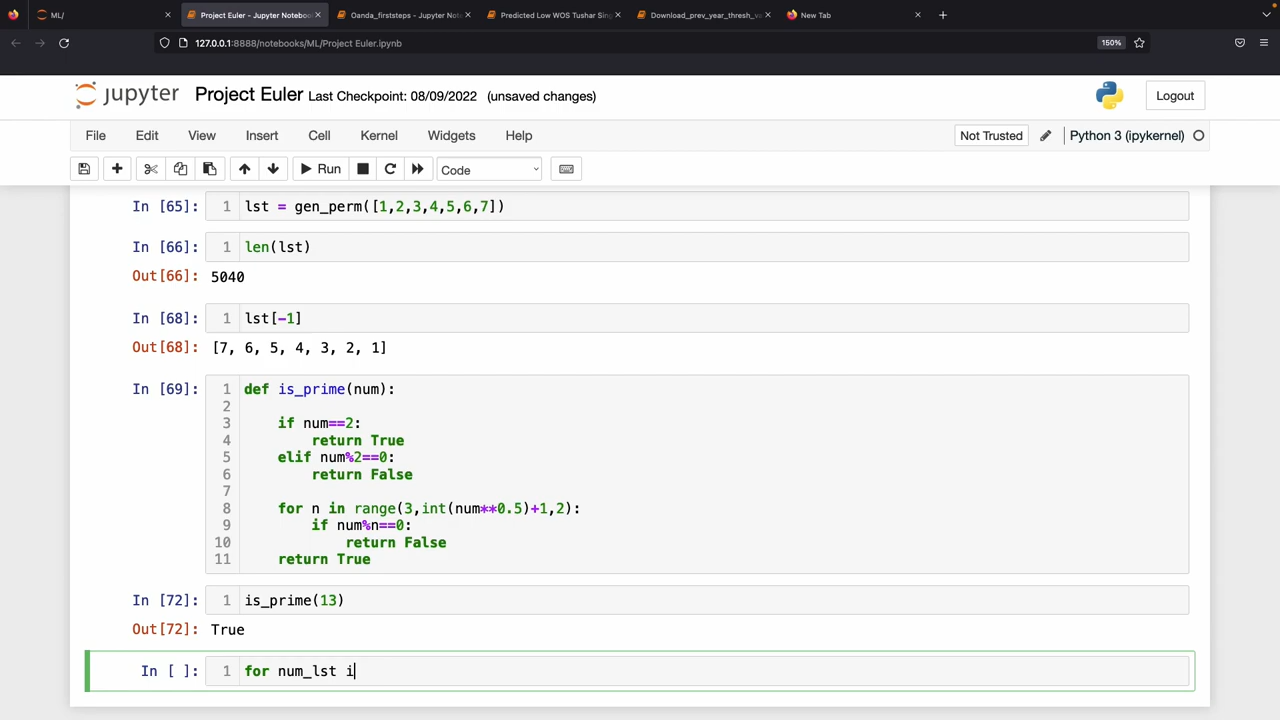 ML/
Project Euler - Jupyter Noteboo
Oanda_firststeps - Jupyter Not
Predicted Low WOS Tushar Sing
Download_prev_year_thresh_va
New Tab
127.0.0.1:8888/notebooks/ML/Project Euler.ipynb
150%
jupyter Project Euler Last Checkpoint: 08/09/2022 (unsaved changes)
Logout
File Edit View Insert Cell Kernel Widgets Help
Not Trusted Python 3 (ipykernel)
Run Code
In [65]: 1 lst = gen_perm([1,2,3,4,5,6,7])
In [66]: 1 len(lst)
Out[66]: 5040
In [68]: 1 lst[-1]
Out[68]: [7, 6, 5, 4, 3, 2, 1]
In [69]: 1 def is_prime(num):
2
3 if num==2:
4 return True
5 elif num%2==0:
6 return False
7
8 for n in range(3,int(num**0.5)+1,2):
9 if num%n==0:
10 return False
11 return True
In [72]: 1 is_prime(13)
Out[72]: True
In [ ]: 1 for num_lst i